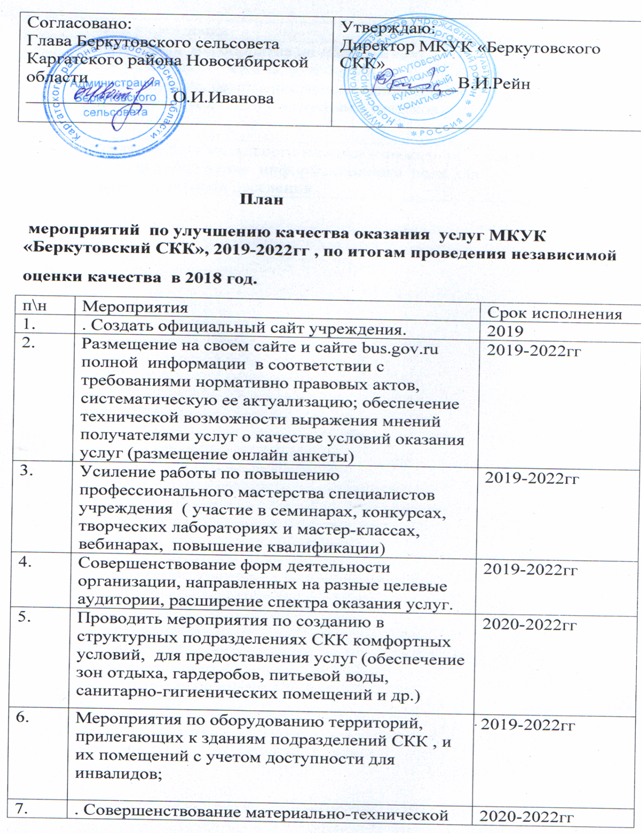 Согласовано:
Глава Беркутовского сельсовета
Каргатского района Новосибирской
области
О.И.Иванова
Администрация
Беркутовского
сельсовета
Утверждаю:
Директор МКУК «Беркутовского
СКК»
В.И.Рейн
РОССИЯ
План
мероприятий по улучшению качества оказания услуг МКУК
«Беркутовский СКК», 2019-2022гг , по итогам проведения независимой
оценки качества в 2018 год.
п\н Мероприятия Срок исполнения
1. . Создать официальный сайт учреждения. 2019
2. Размещение на своем сайте и сайте bus.gov.ru 2019-2022гг
полной информации в соответствии с
требованиями нормативно правовых актов,
систематическую ее актуализацию; обеспечение
технической возможности выражения мнений
получателями услуг о качестве условий оказания
услуг (размещение онлайн анкеты)
3. Усиление работы по повышению 2019-2022гг
профессионального мастерства специалистов
учреждения ( участие в семинарах, конкурсах,
творческих лабораториях и мастер-классах,
вебинарах, повышение квалификации)
4. Совершенствование форм деятельности 2019-2022гг
организации, направленных на разные целевые
аудитории, расширение спектра оказания услуг.
5. Проводить мероприятия по созданию в 2020-2022гг
структурных подразделениях СКК комфортных
условий, для предоставления услуг (обеспечение
зон отдыха, гардеробов, питьевой воды,
санитарно-гигиенических помещений и др.)
6. Мероприятия по оборудованию территорий, 2019-2022гг
прилегающих к зданиям подразделений СКК , и
их помещений с учетом доступности для
инвалидов;
7. . Совершенствование материально-технической 2020-2022гг